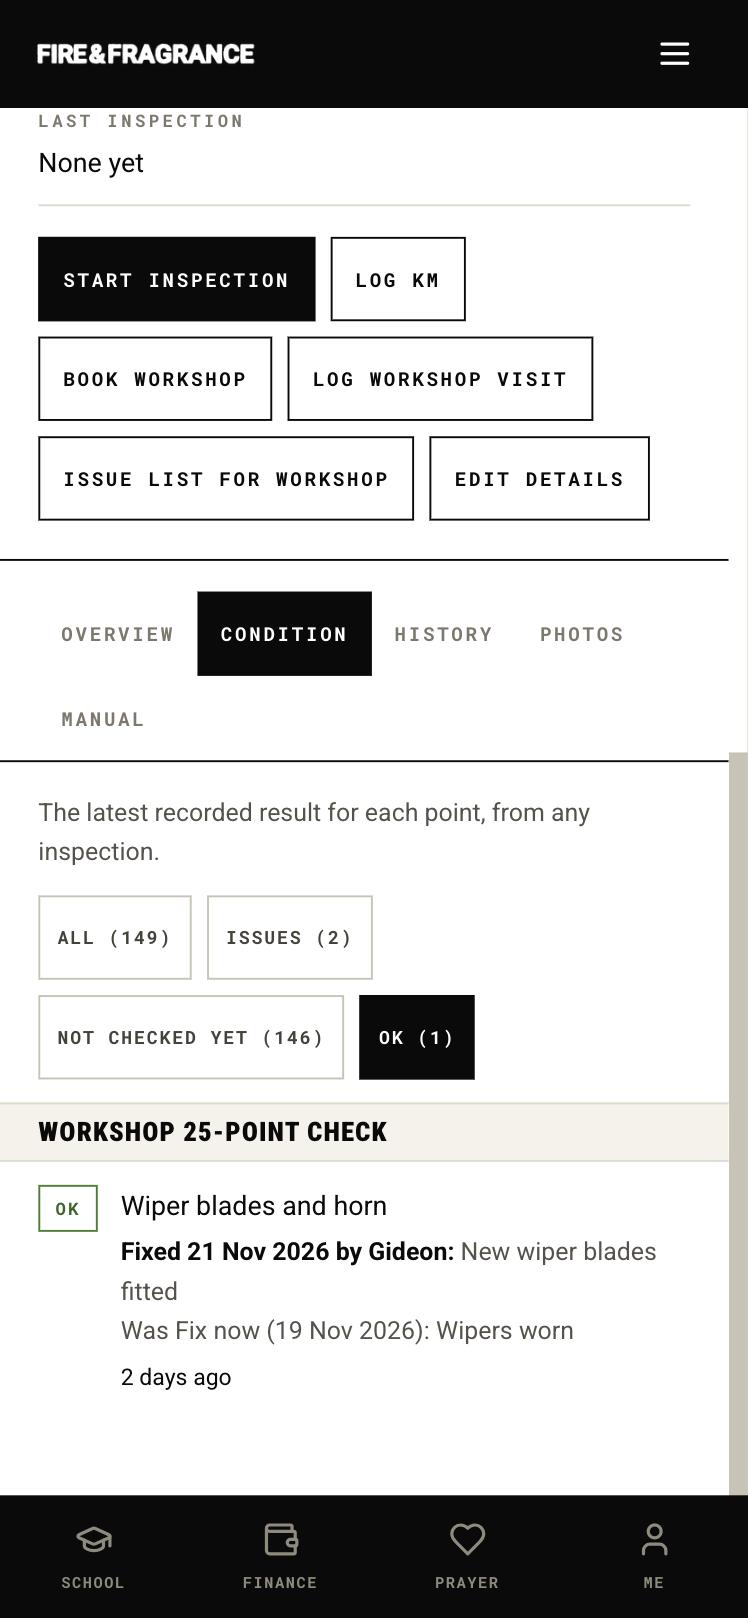 FIRE&FRAGRANCE
LAST INSPECTION
None yet
START INSPECTION
LOG KM
BOOK WORKSHOP
LOG WORKSHOP VISIT
ISSUE LIST FOR WORKSHOP
EDIT DETAILS
OVERVIEW
CONDITION
HISTORY
PHOTOS
MANUAL
The latest recorded result for each point, from any
inspection.
ALL (149)
ISSUES (2)
NOT CHECKED YET (146)
OK (1)
WORKSHOP 25-POINT CHECK
OK
Wiper blades and horn
Fixed 21 Nov 2026 by Gideon: New wiper blades
fitted
Was Fix now (19 Nov 2026): Wipers worn
2 days ago
SCHOOL
FINANCE
PRAYER
ME